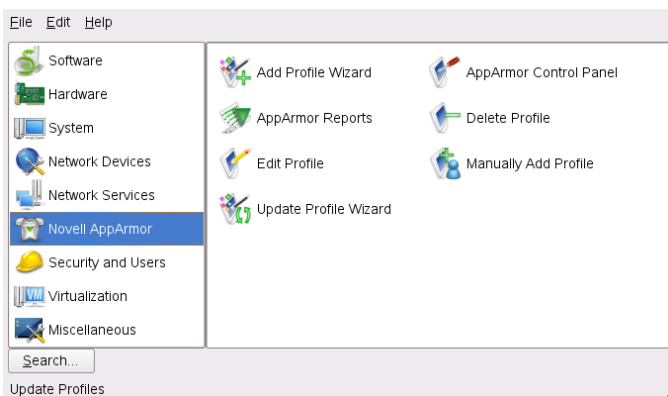 File Edit Help
Software
Hardware
System
Network Devices
Network Services
Novell AppArmor
Security and Users
VM Virtualization
Miscellaneous
Add Profile Wizard
AppArmor Control Panel
AppArmor Reports
Delete Profile
Edit Profile
Manually Add Profile
Update Profile Wizard
Search...
Update Profiles